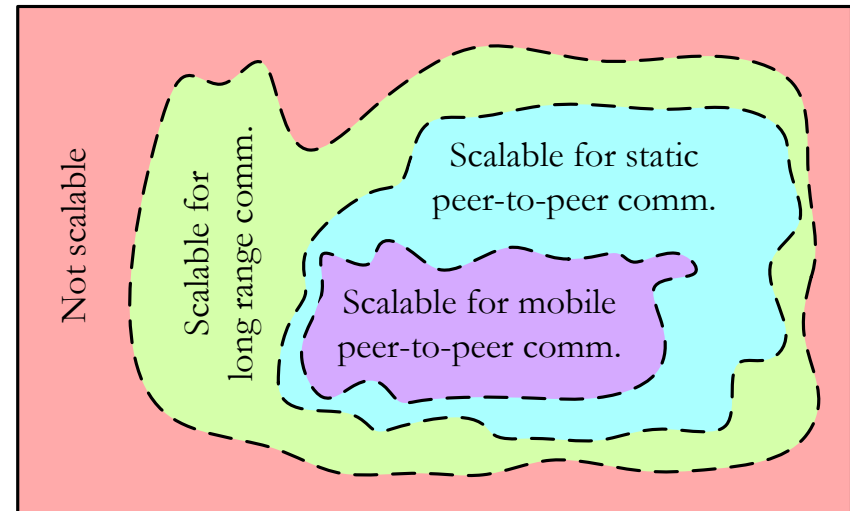 Not scalable
Scalable for
long range comm.
Scalable for static
peer-to-peer comm.
Scalable for mobile
peer-to-peer comm.